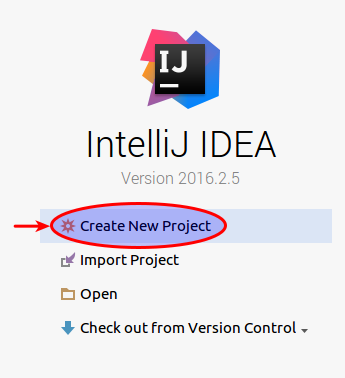 IJ
IntelliJ IDEA
Version 2016.2.5
Create New Project
Import Project
Open
Check out from Version Control